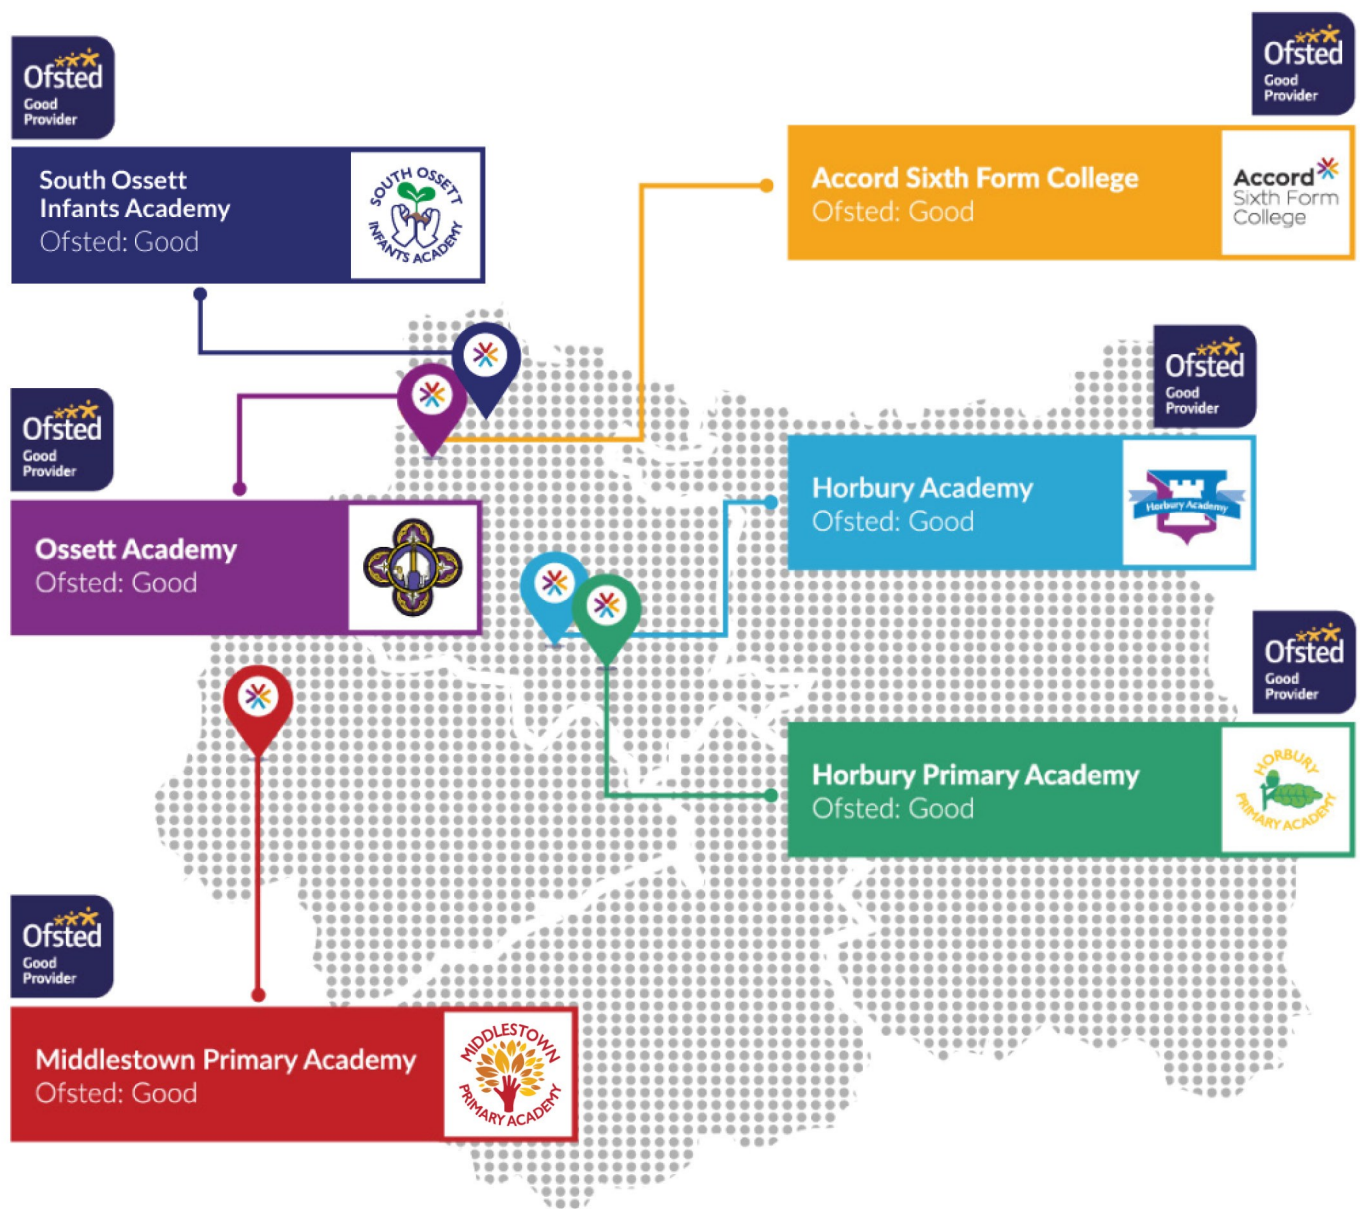 Ofsted
Good
Provider
South Ossett
Infants Academy
Ofsted: Good
SOUTH OSSETT
INFANTS ACADEMY
Ofsted
Good
Provider
Accord Sixth Form College
Ofsted: Good
Accord
Sixth Form
College
Ofsted
Good
Provider
Ossett Academy
Ofsted: Good
Ofsted
Good
Provider
Horbury Academy
Ofsted: Good
Horbury Academy
Ofsted
Good
Provider
Horbury Primary Academy
Ofsted: Good
HORBURY
PRIMARY ACADEMY
Ofsted
Good
Provider
Middlestown Primary Academy
Ofsted: Good
MIDDLESTOWN
PRIMARY ACADEMY